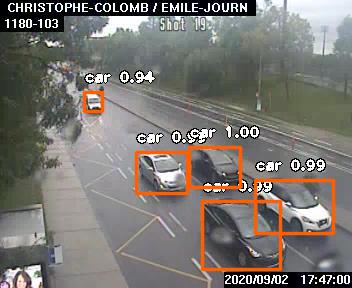 CHRISTOPHE-COLOMB / EMILE-JOURN
1180-103
Shot 19
car 0.94
car 0.99
car 1.00
car 0.99
car 0.99
2020/09/02 17:47:00